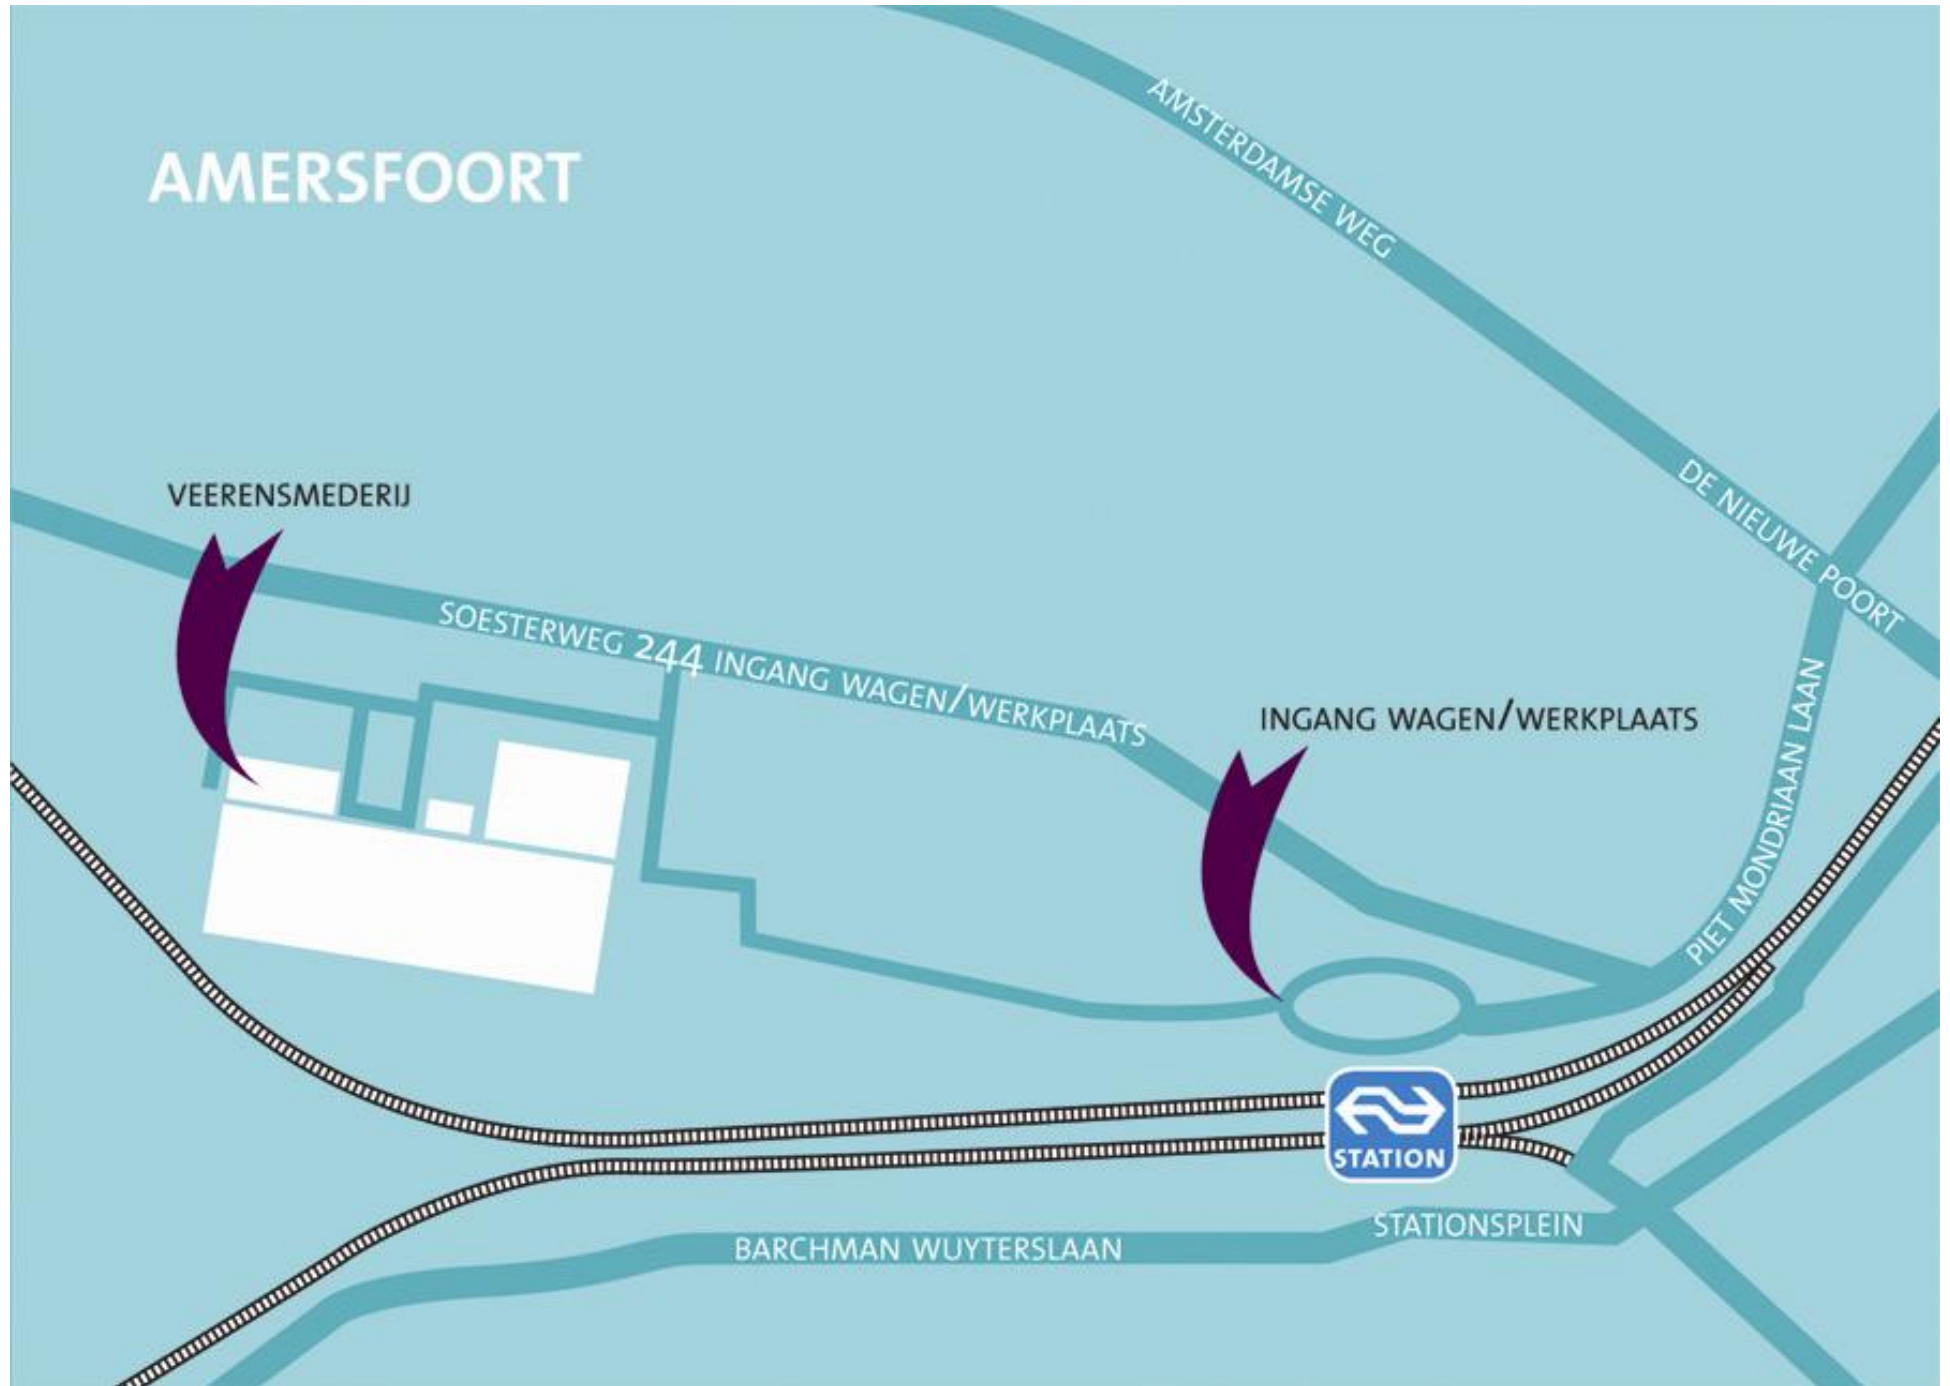 AMERSFOORT
AMSTERDAMSE WEG
DE NIEUWE POORT
VEERENSMEDERIJ
SOESTERWEG 244 INGANG WAGEN/WERKPLAATS
INGANG WAGEN/WERKPLAATS
PIET MONDRIAAN LAAN
STATION
STATIONSPLEIN
BARCHMAN WUYTERSLAAN